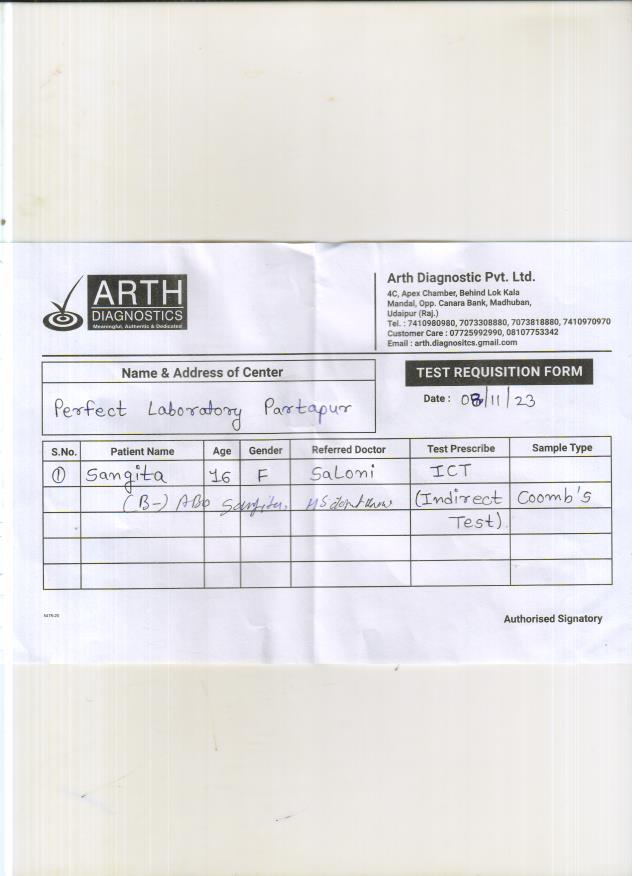 ARTH
DIAGNOSTICS
Meaningful, Authentic & Dedicated
Arth Diagnostic Pvt. Ltd.
4C, Apex Chamber, Behind Lok Kala
Mandal, Opp. Canara Bank, Madhuban,
Udaipur (Raj.)
Tel. : 7410980980, 7073308880, 7073818880, 7410970970
Customer Care : 07725992990, 08107753342
Email : arth.diagnositcs.gmail.com
Name & Address of Center
Perfect Laboratory Partapur
TEST REQUISITION FORM
Date : 08/11/23
S.No. Patient Name Age Gender Referred Doctor Test Prescribe Sample Type
① Sangita 16 F Saloni ICT
(B-) ABO Sangita (Indirect Coomb's
Test)
Authorised Signatory